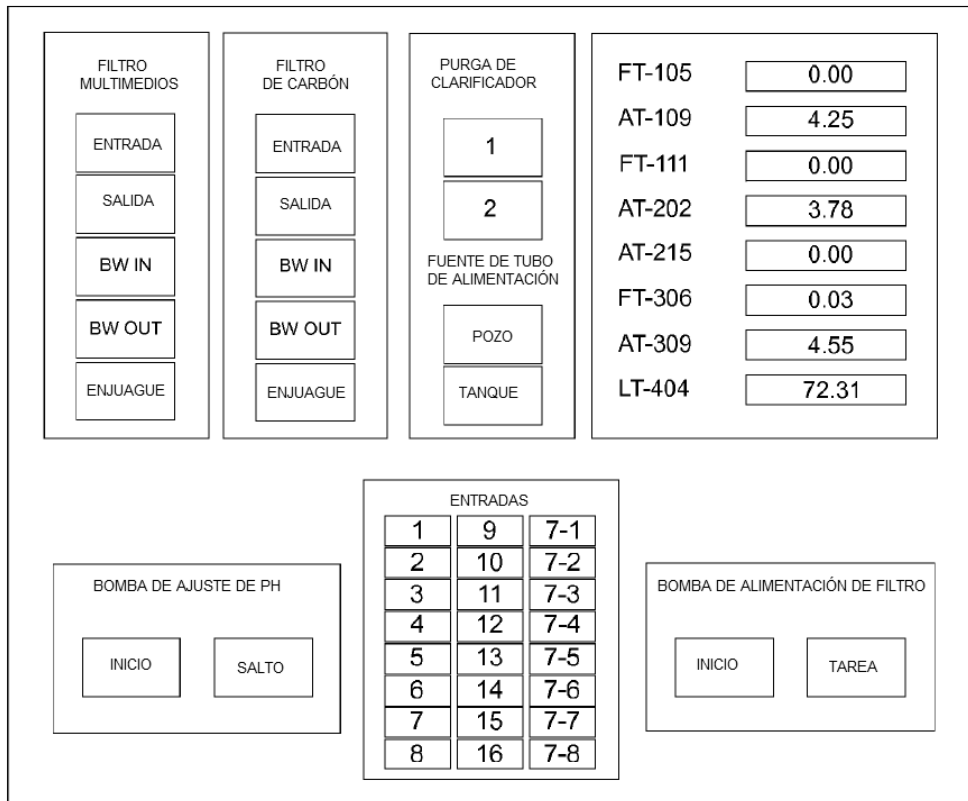 FILTRO
MULTIMEDIOS
ENTRADA
SALIDA
BW IN
BW OUT
ENJUAGUE
FILTRO
DE CARBÓN
ENTRADA
SALIDA
BW IN
BW OUT
ENJUAGUE
PURGA DE
CLARIFICADOR
1
2
FUENTE DE TUBO
DE ALIMENTACIÓN
POZO
TANQUE
FT-105 0.00
AT-109 4.25
FT-111 0.00
AT-202 3.78
AT-215 0.00
FT-306 0.03
AT-309 4.55
LT-404 72.31
BOMBA DE AJUSTE DE PH
INICIO SALTO
ENTRADAS
1 9 7-1
2 10 7-2
3 11 7-3
4 12 7-4
5 13 7-5
6 14 7-6
7 15 7-7
8 16 7-8
BOMBA DE ALIMENTACIÓN DE FILTRO
INICIO TAREA